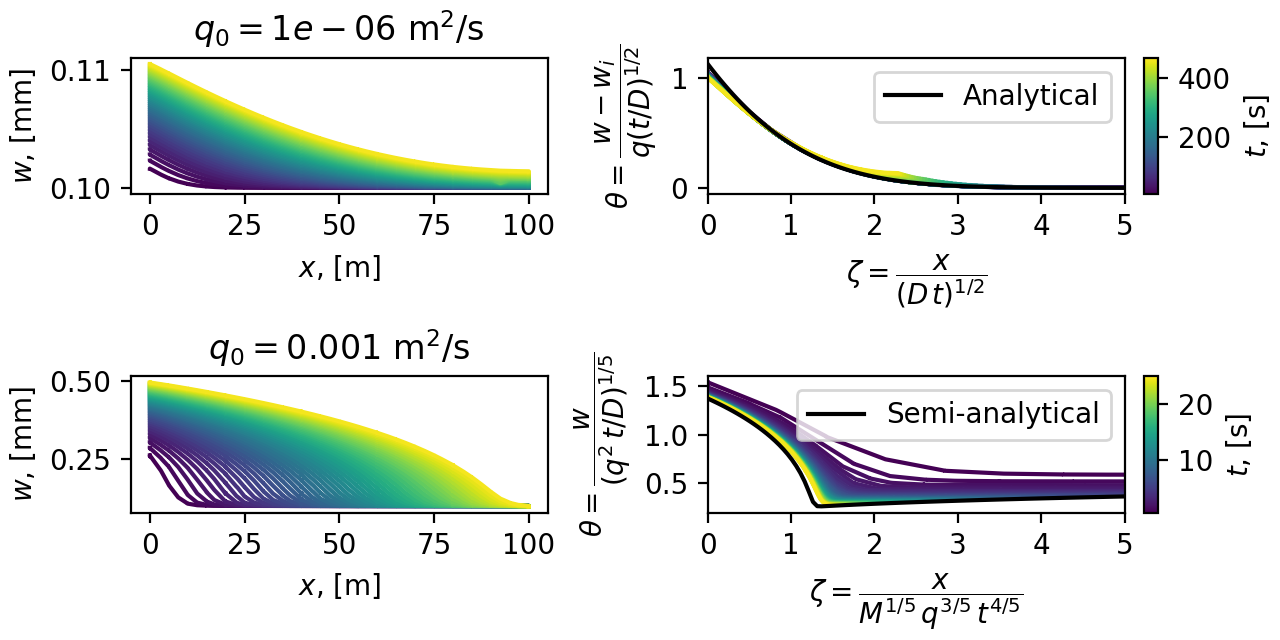 q₀ = 1e − 06 m²/s
0.11
0.10
w, [mm]
0 25 50 75 100
x, [m]
θ = (w − wᵢ) / (q(t/D)^{1/2})
1
0
Analytical
0 1 2 3 4 5
ζ = x / (D t)^{1/2}
400
200
t, [s]
q₀ = 0.001 m²/s
0.50
0.25
w, [mm]
0 25 50 75 100
x, [m]
θ = w / (q² t/D)^{1/5}
1.5
1.0
0.5
Semi-analytical
0 1 2 3 4 5
ζ = x / (M^{1/5} q^{3/5} t^{4/5})
20
10
t, [s]